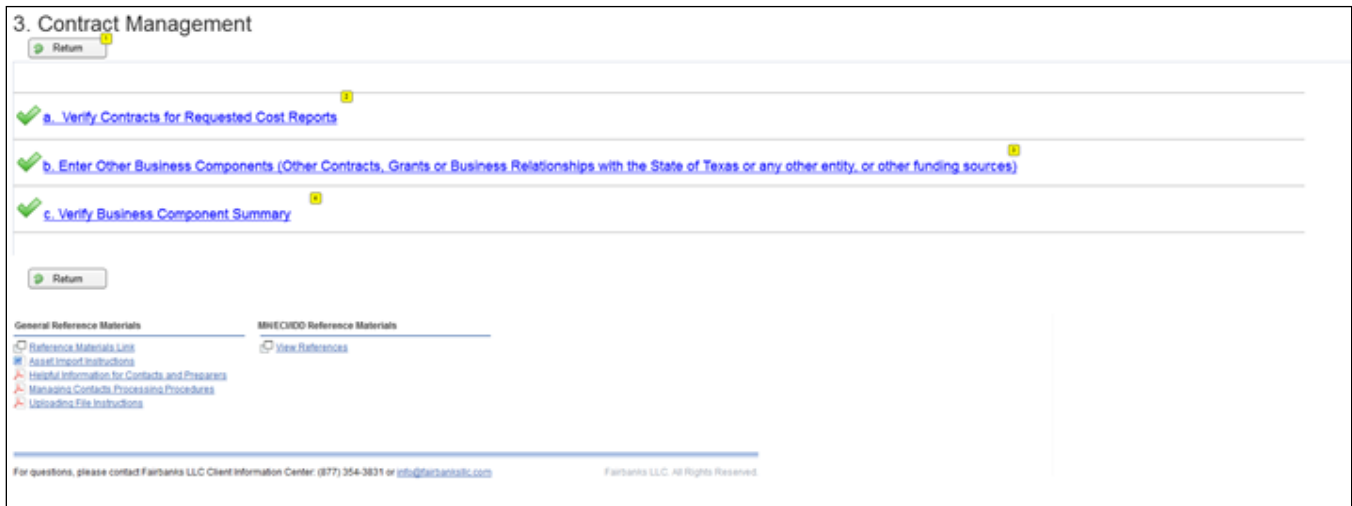 3. Contract Management
Return
a. Verify Contracts for Requested Cost Reports
b. Enter Other Business Components (Other Contracts, Grants or Business Relationships with the State of Texas or any other entity, or other funding sources)
c. Verify Business Component Summary
Return
General Reference Materials
MH/ECI/IDD Reference Materials
Reference Materials Link
View References
Asset Import Instructions
Helpful Information for Contacts and Preparers
Managing Contacts Processing Procedures
Uploading File Instructions
For questions, please contact Fairbanks LLC Client Information Center: (877) 354-3831 or info@fairbanksllc.com
Fairbanks LLC. All Rights Reserved.